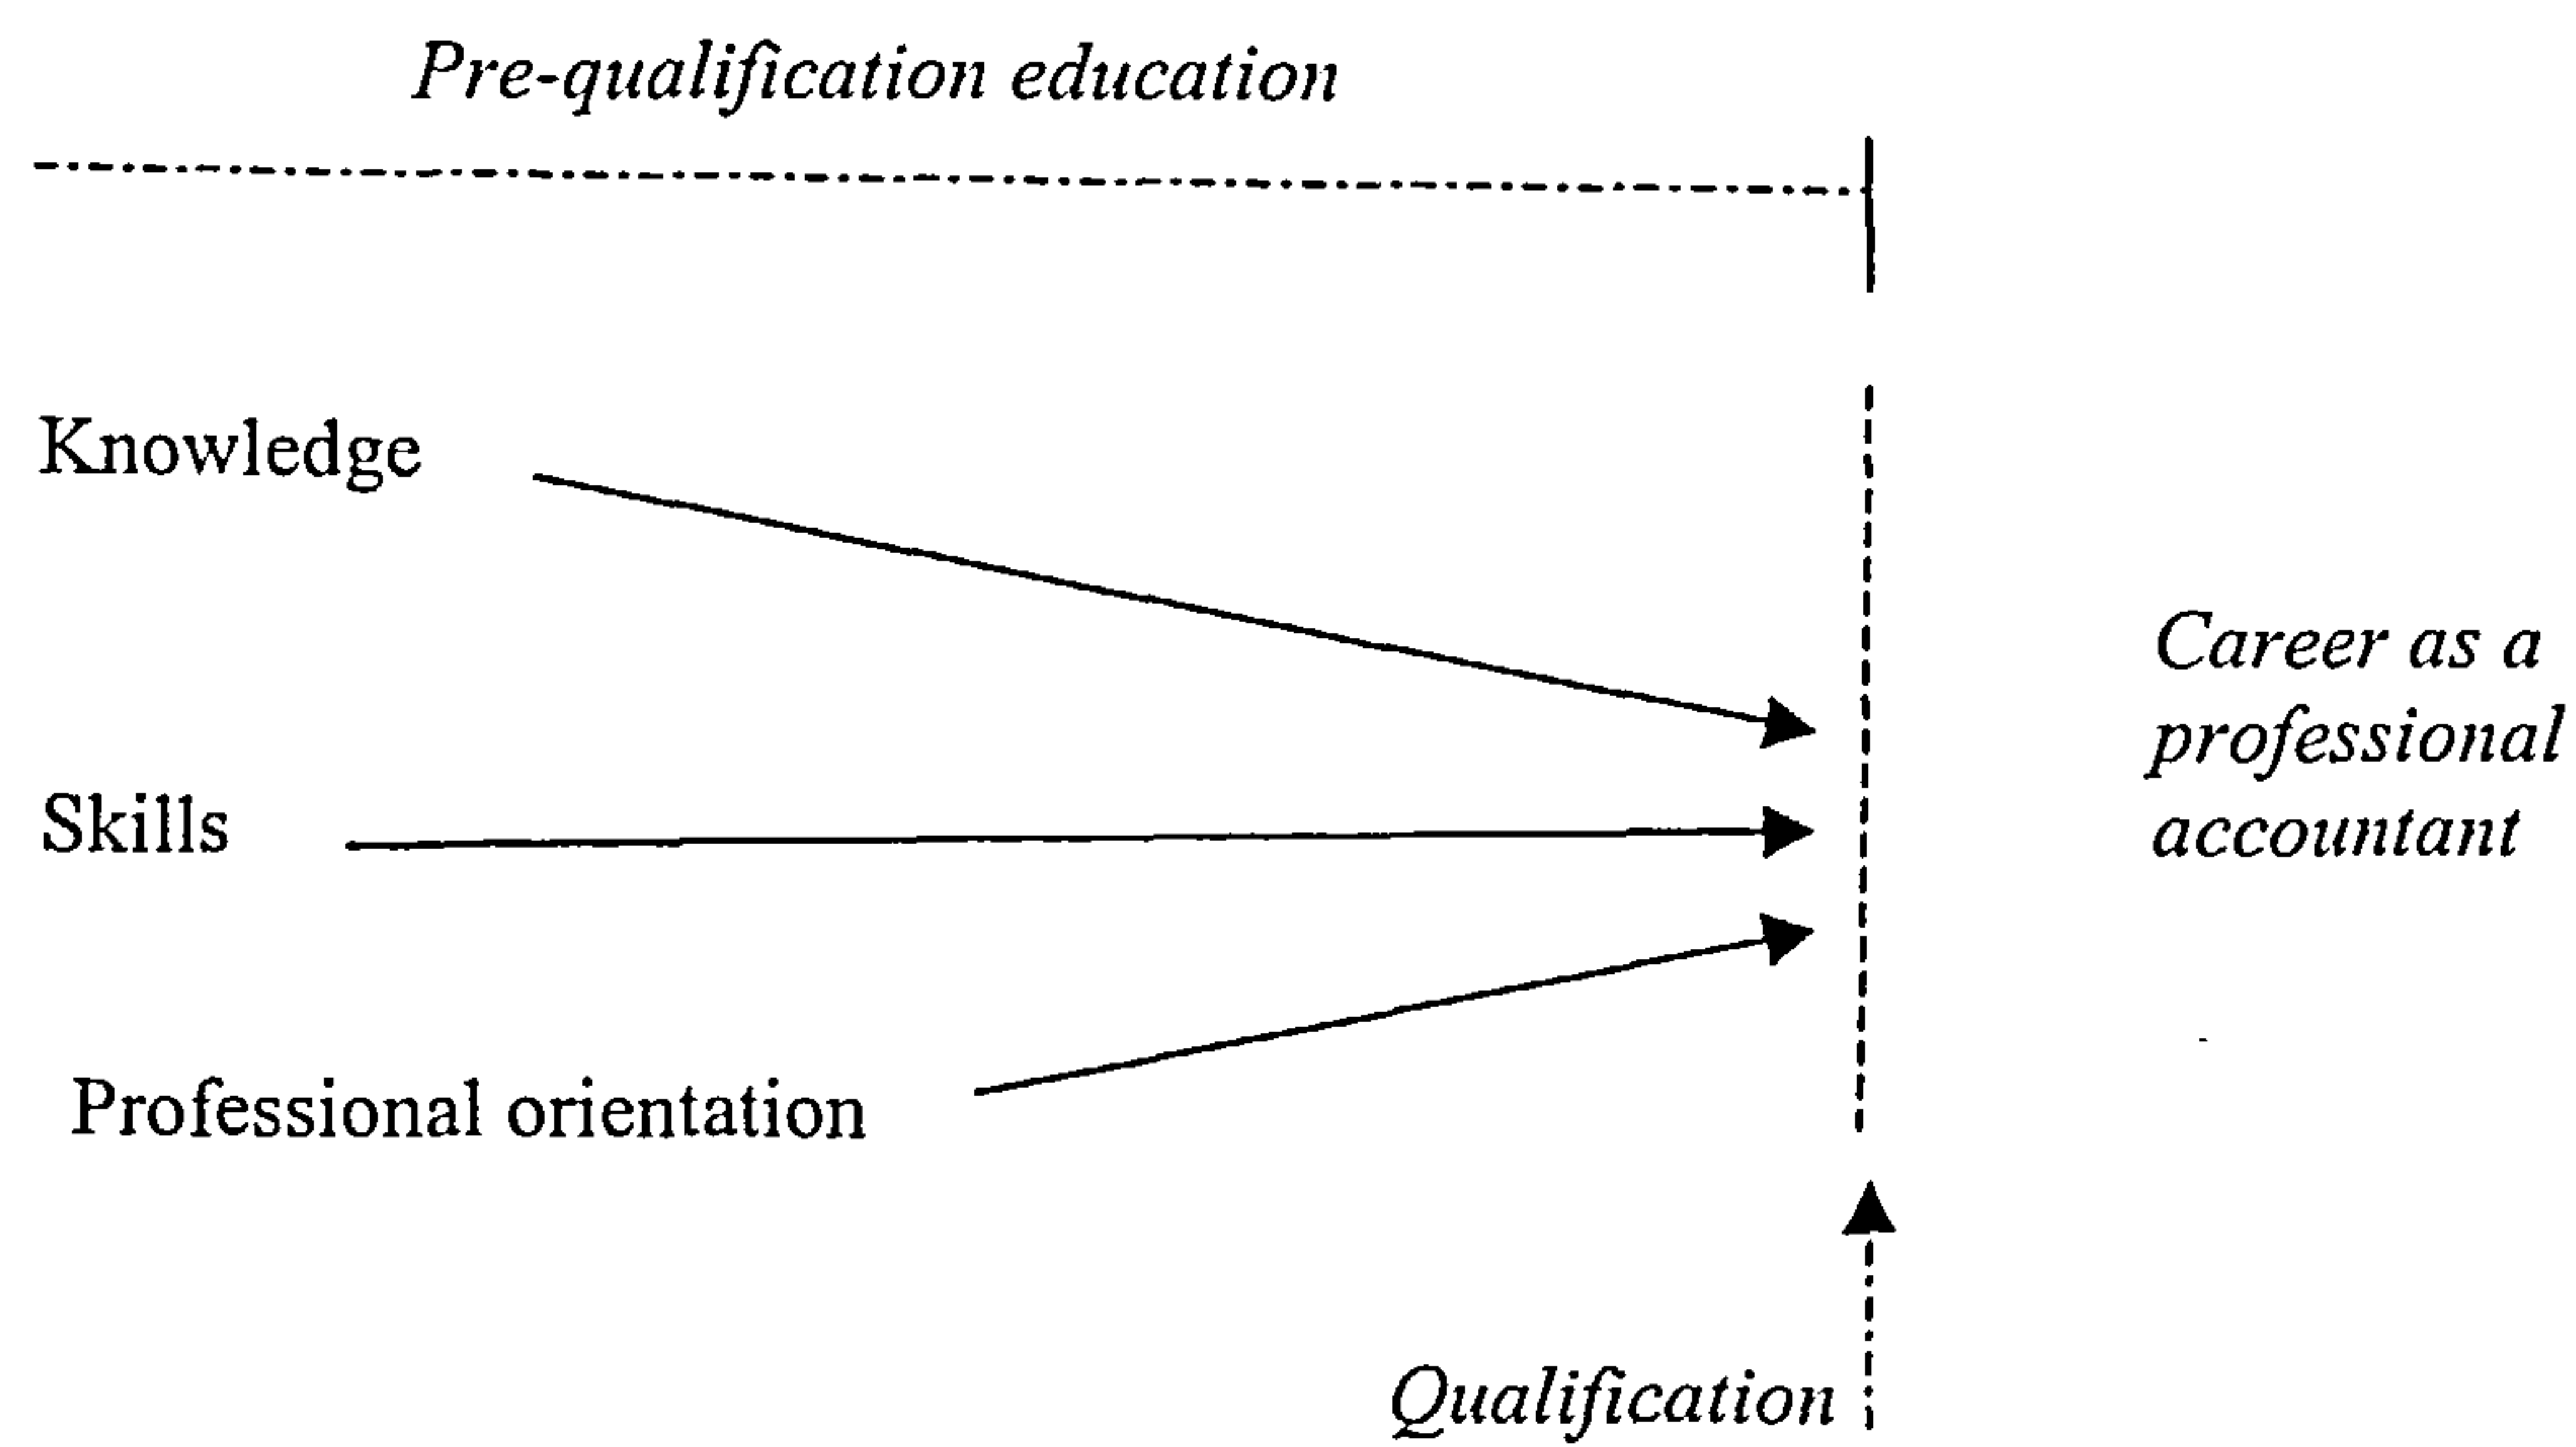 Pre-qualification education
Knowledge
Career as a
professional
accountant
Skills
Professional orientation
Qualification